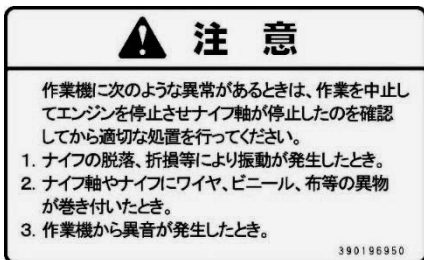 注 意
作業機に次のような異常があるときは、作業を中止し
てエンジンを停止させナイフ軸が停止したのを確認
してから適切な処置を行ってください。
1. ナイフの脱落、折損等により振動が発生したとき。
2. ナイフ軸やナイフにワイヤ、ビニール、布等の異物
が巻き付いたとき。
3. 作業機から異音が発生したとき。
390196950